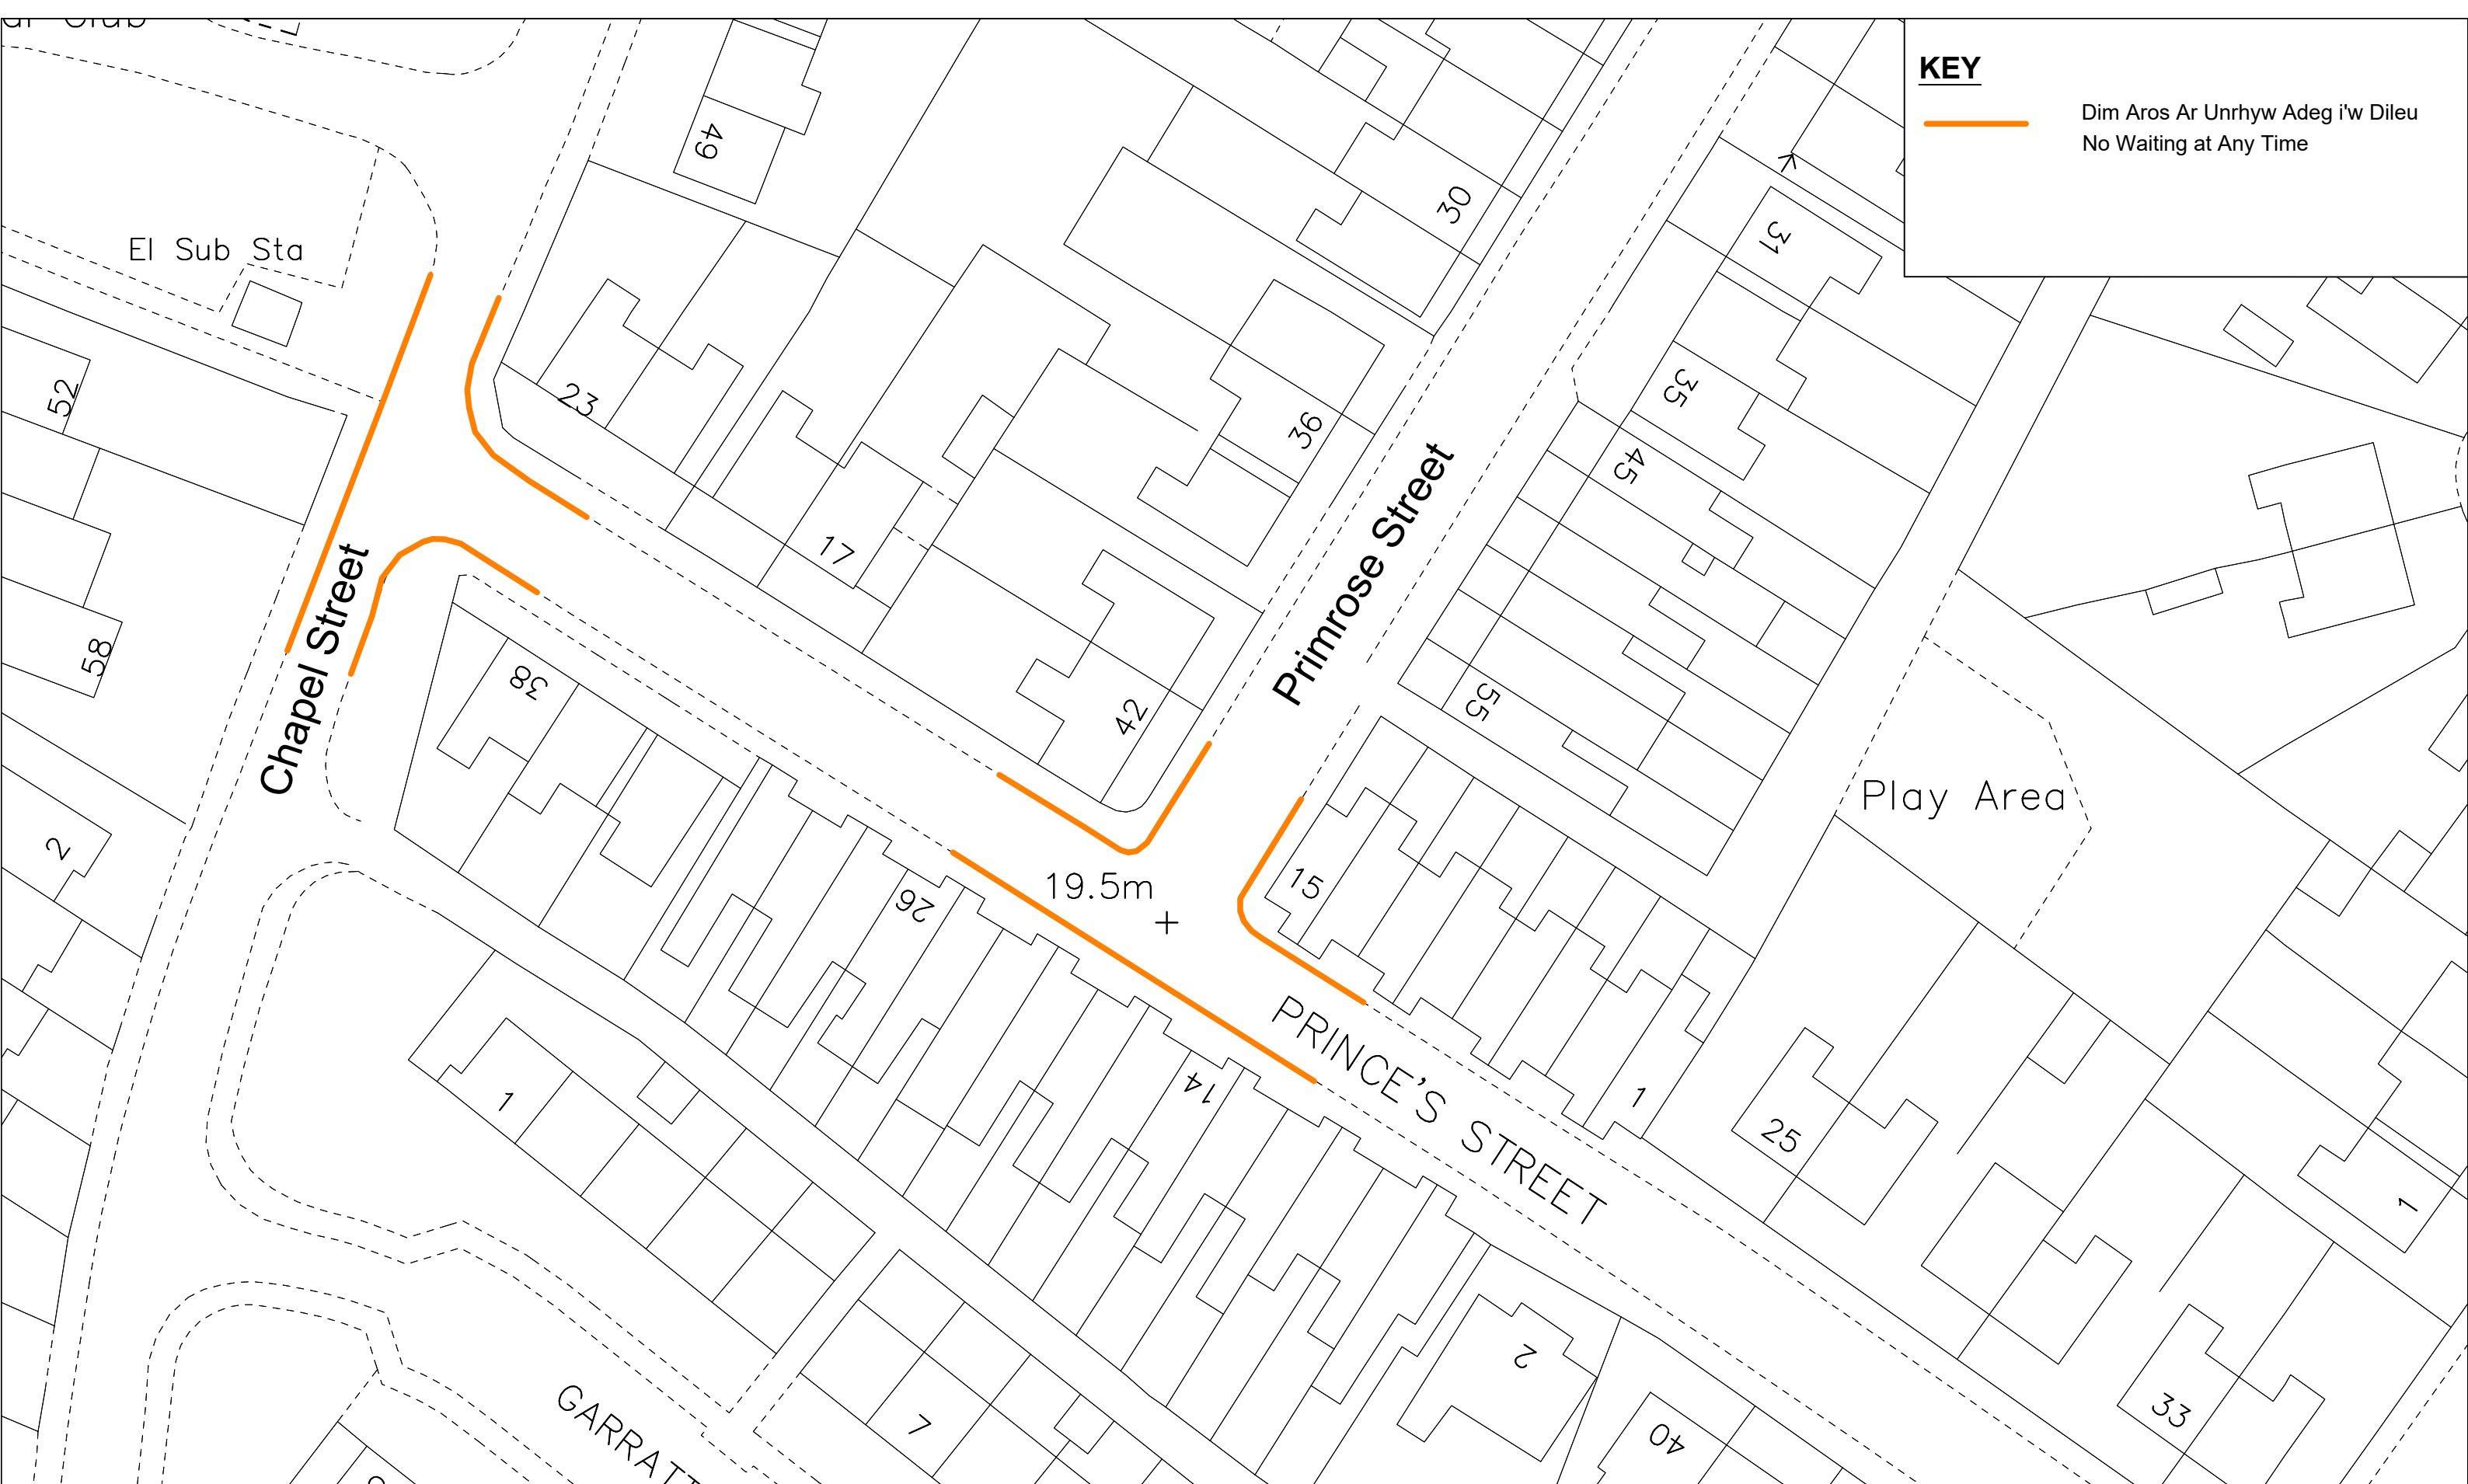 KEY
Dim Aros Ar Unrhyw Adeg i'w Dileu
No Waiting at Any Time
49
El Sub Sta
30
31
52
23
35
36
45
17
Primrose Street
58
Chapel Street
38
55
42
Play Area
2
19.5m
15
26
14
PRINCE'S STREET
1
1
25
1
2
7
33
40